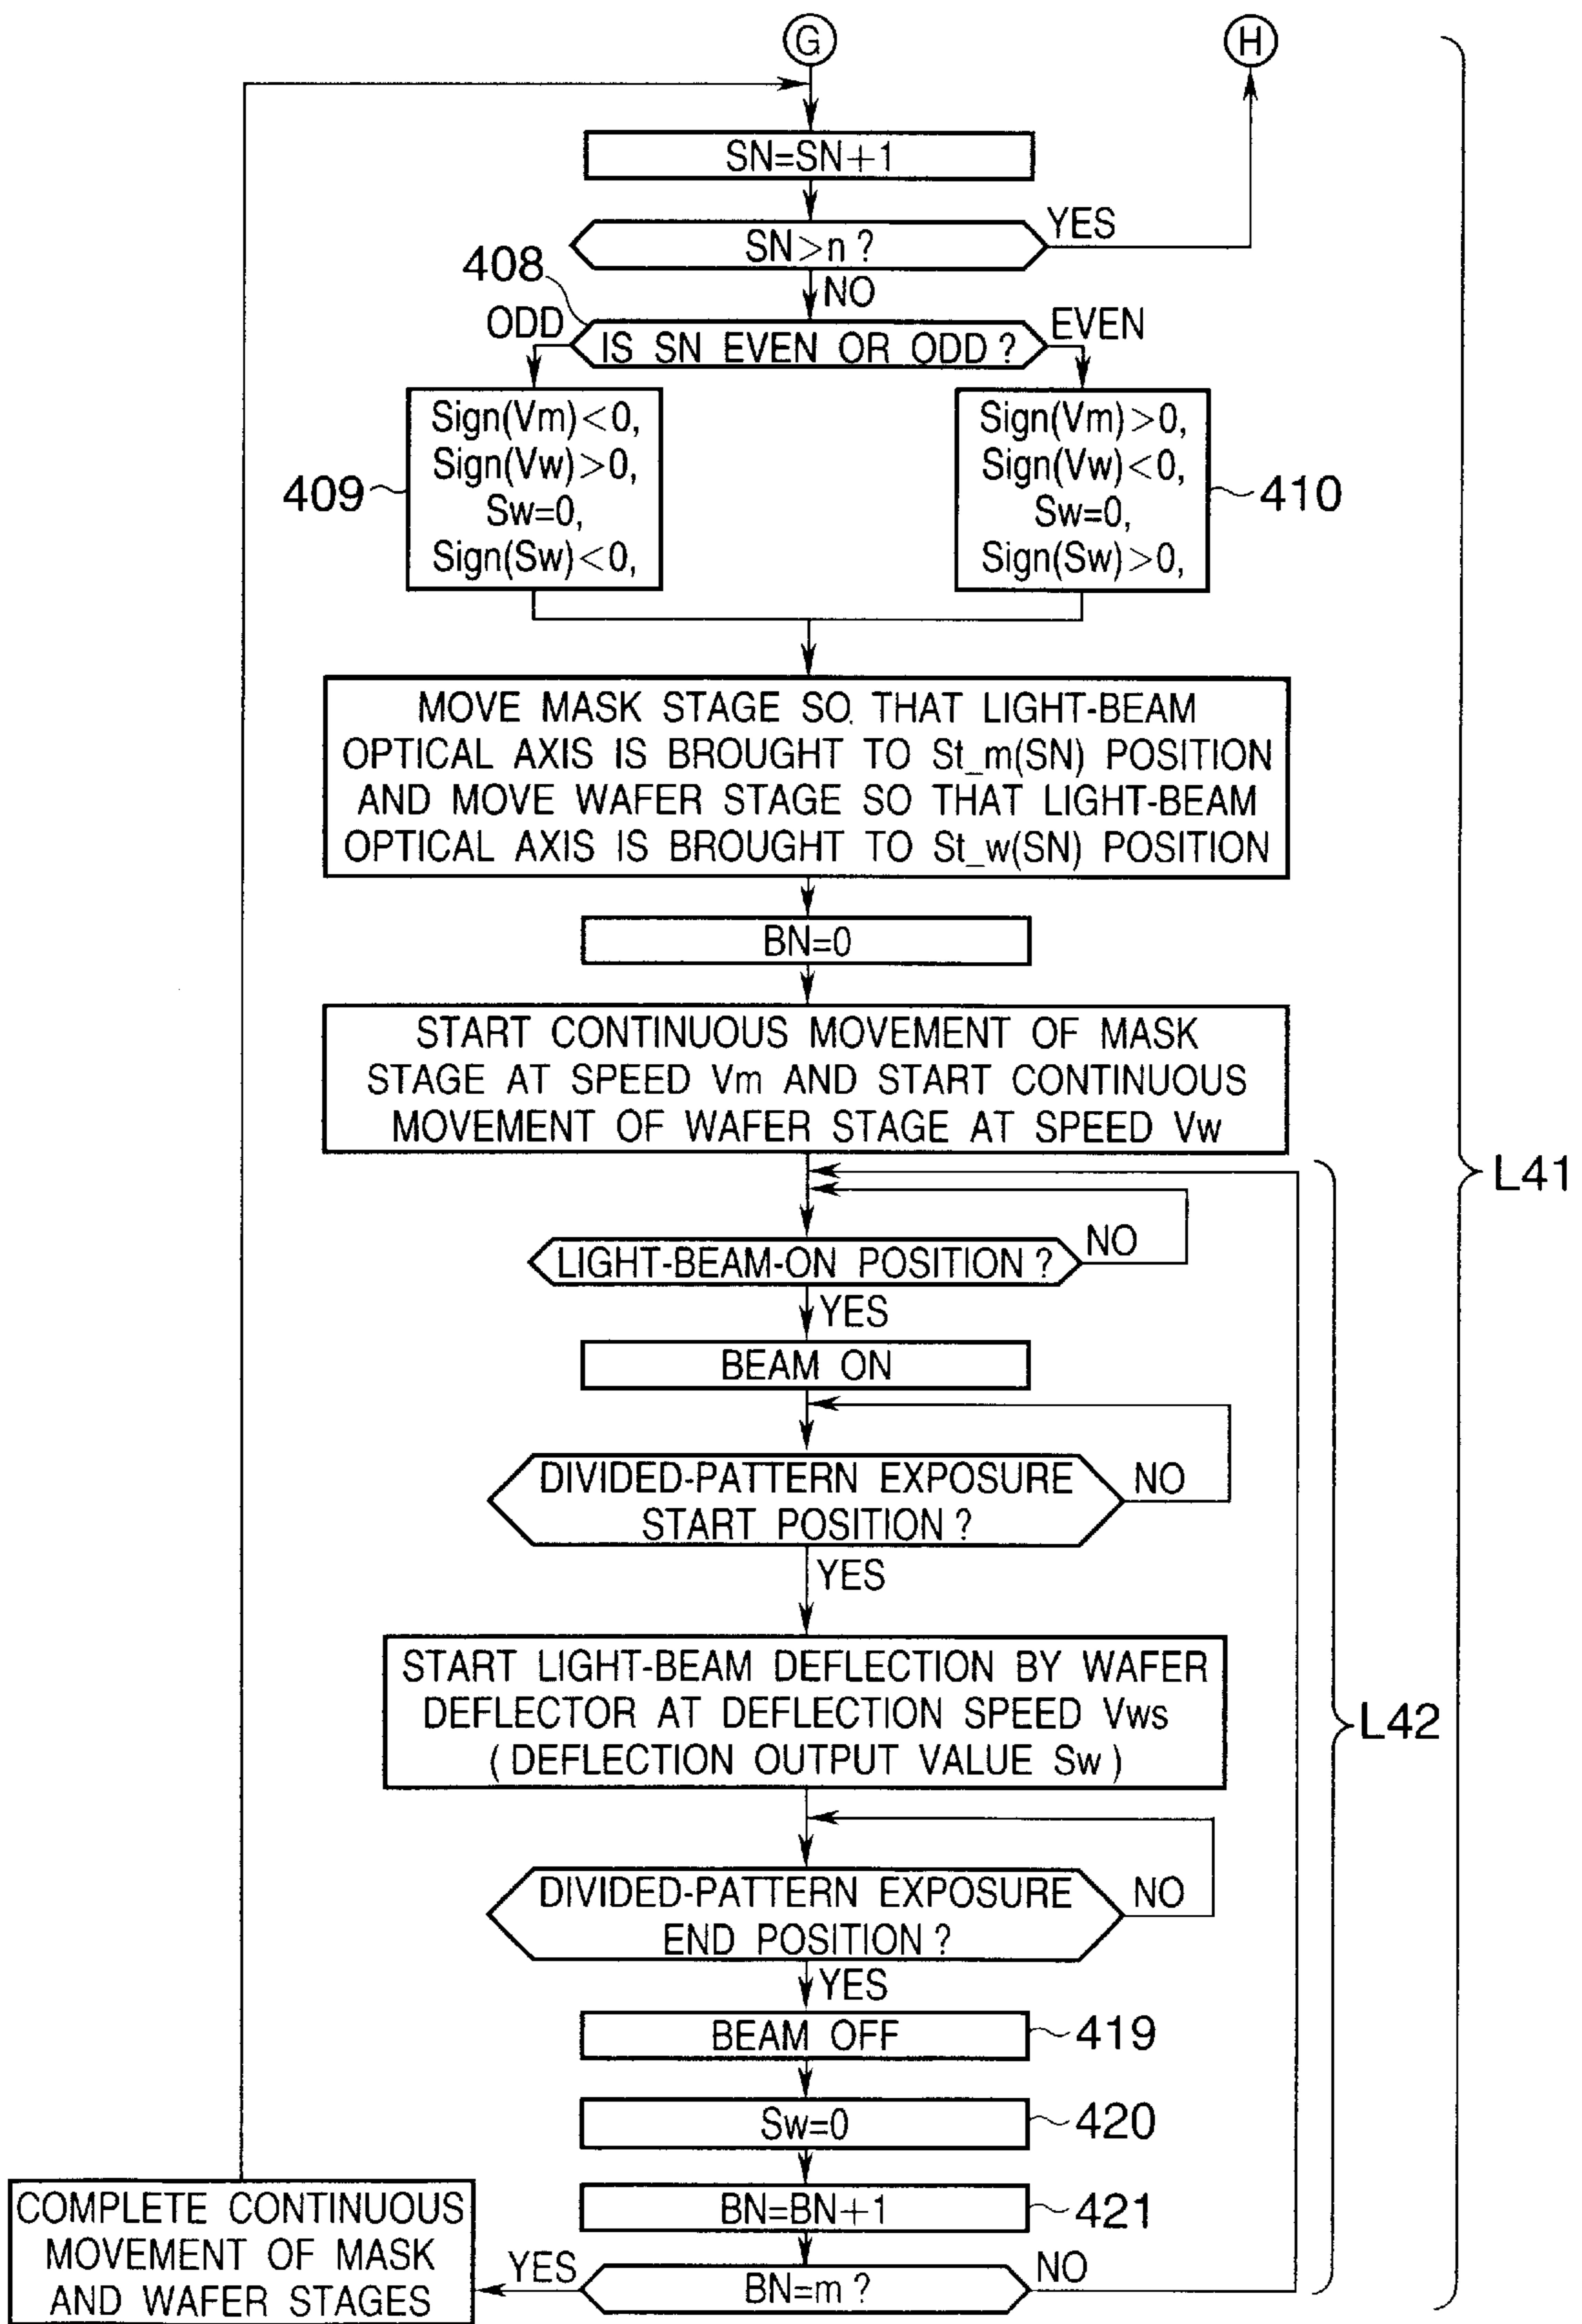 G
H
SN=SN+1
SN>n?
YES
NO
408
ODD
IS SN EVEN OR ODD?
EVEN
Sign(Vm)<0,
Sign(Vw)>0,
Sw=0,
Sign(Sw)<0,
409
Sign(Vm)>0,
Sign(Vw)<0,
Sw=0,
Sign(Sw)>0,
410
MOVE MASK STAGE SO THAT LIGHT-BEAM
OPTICAL AXIS IS BROUGHT TO St_m(SN) POSITION
AND MOVE WAFER STAGE SO THAT LIGHT-BEAM
OPTICAL AXIS IS BROUGHT TO St_w(SN) POSITION
BN=0
START CONTINUOUS MOVEMENT OF MASK
STAGE AT SPEED Vm AND START CONTINUOUS
MOVEMENT OF WAFER STAGE AT SPEED Vw
L41
LIGHT-BEAM-ON POSITION?
NO
YES
BEAM ON
DIVIDED-PATTERN EXPOSURE
START POSITION?
NO
YES
START LIGHT-BEAM DEFLECTION BY WAFER
DEFLECTOR AT DEFLECTION SPEED Vws
(DEFLECTION OUTPUT VALUE Sw)
L42
DIVIDED-PATTERN EXPOSURE
END POSITION?
NO
YES
BEAM OFF
419
Sw=0
420
BN=BN+1
421
BN=m?
YES
NO
COMPLETE CONTINUOUS
MOVEMENT OF MASK
AND WAFER STAGES